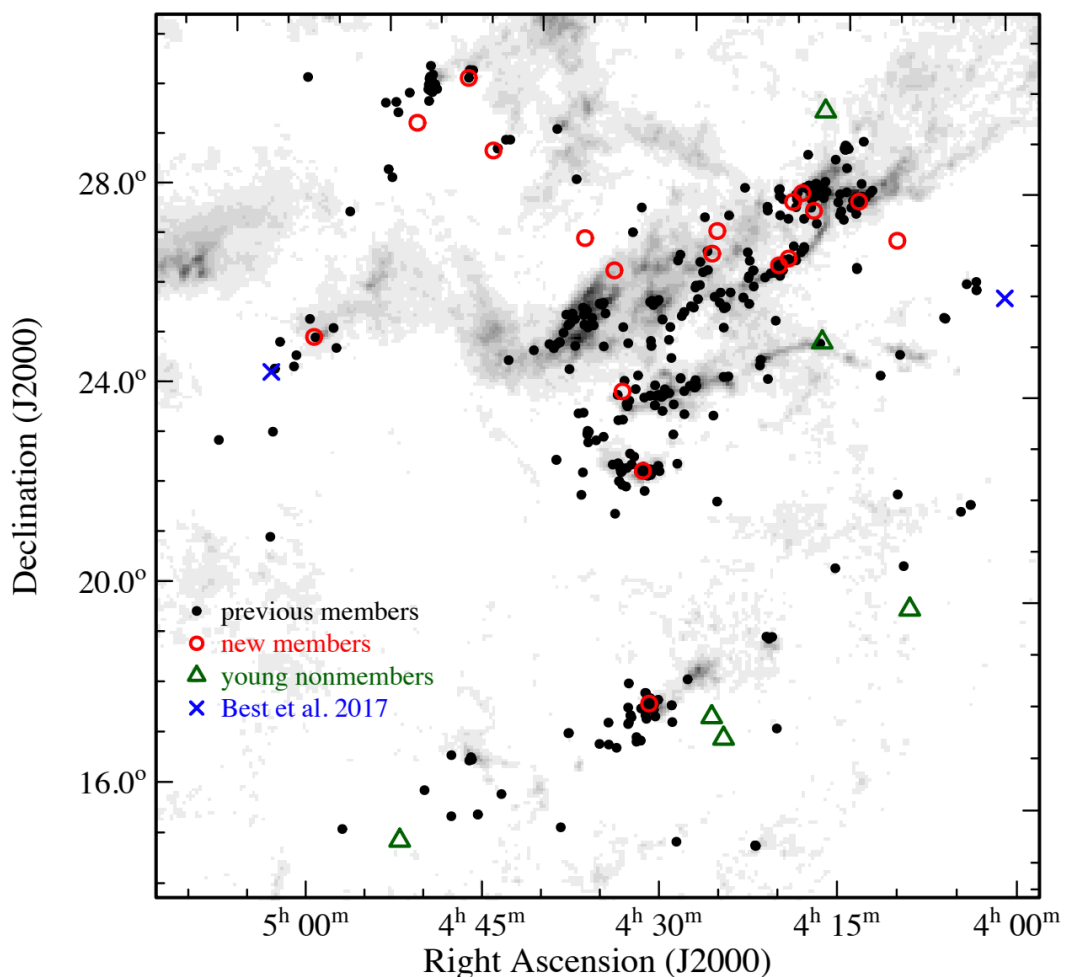 28.0°
24.0°
20.0°
16.0°
Declination (J2000)
previous members
new members
young nonmembers
Best et al. 2017
5ʰ 00ᵐ 4ʰ 45ᵐ 4ʰ 30ᵐ 4ʰ 15ᵐ 4ʰ 00ᵐ
Right Ascension (J2000)